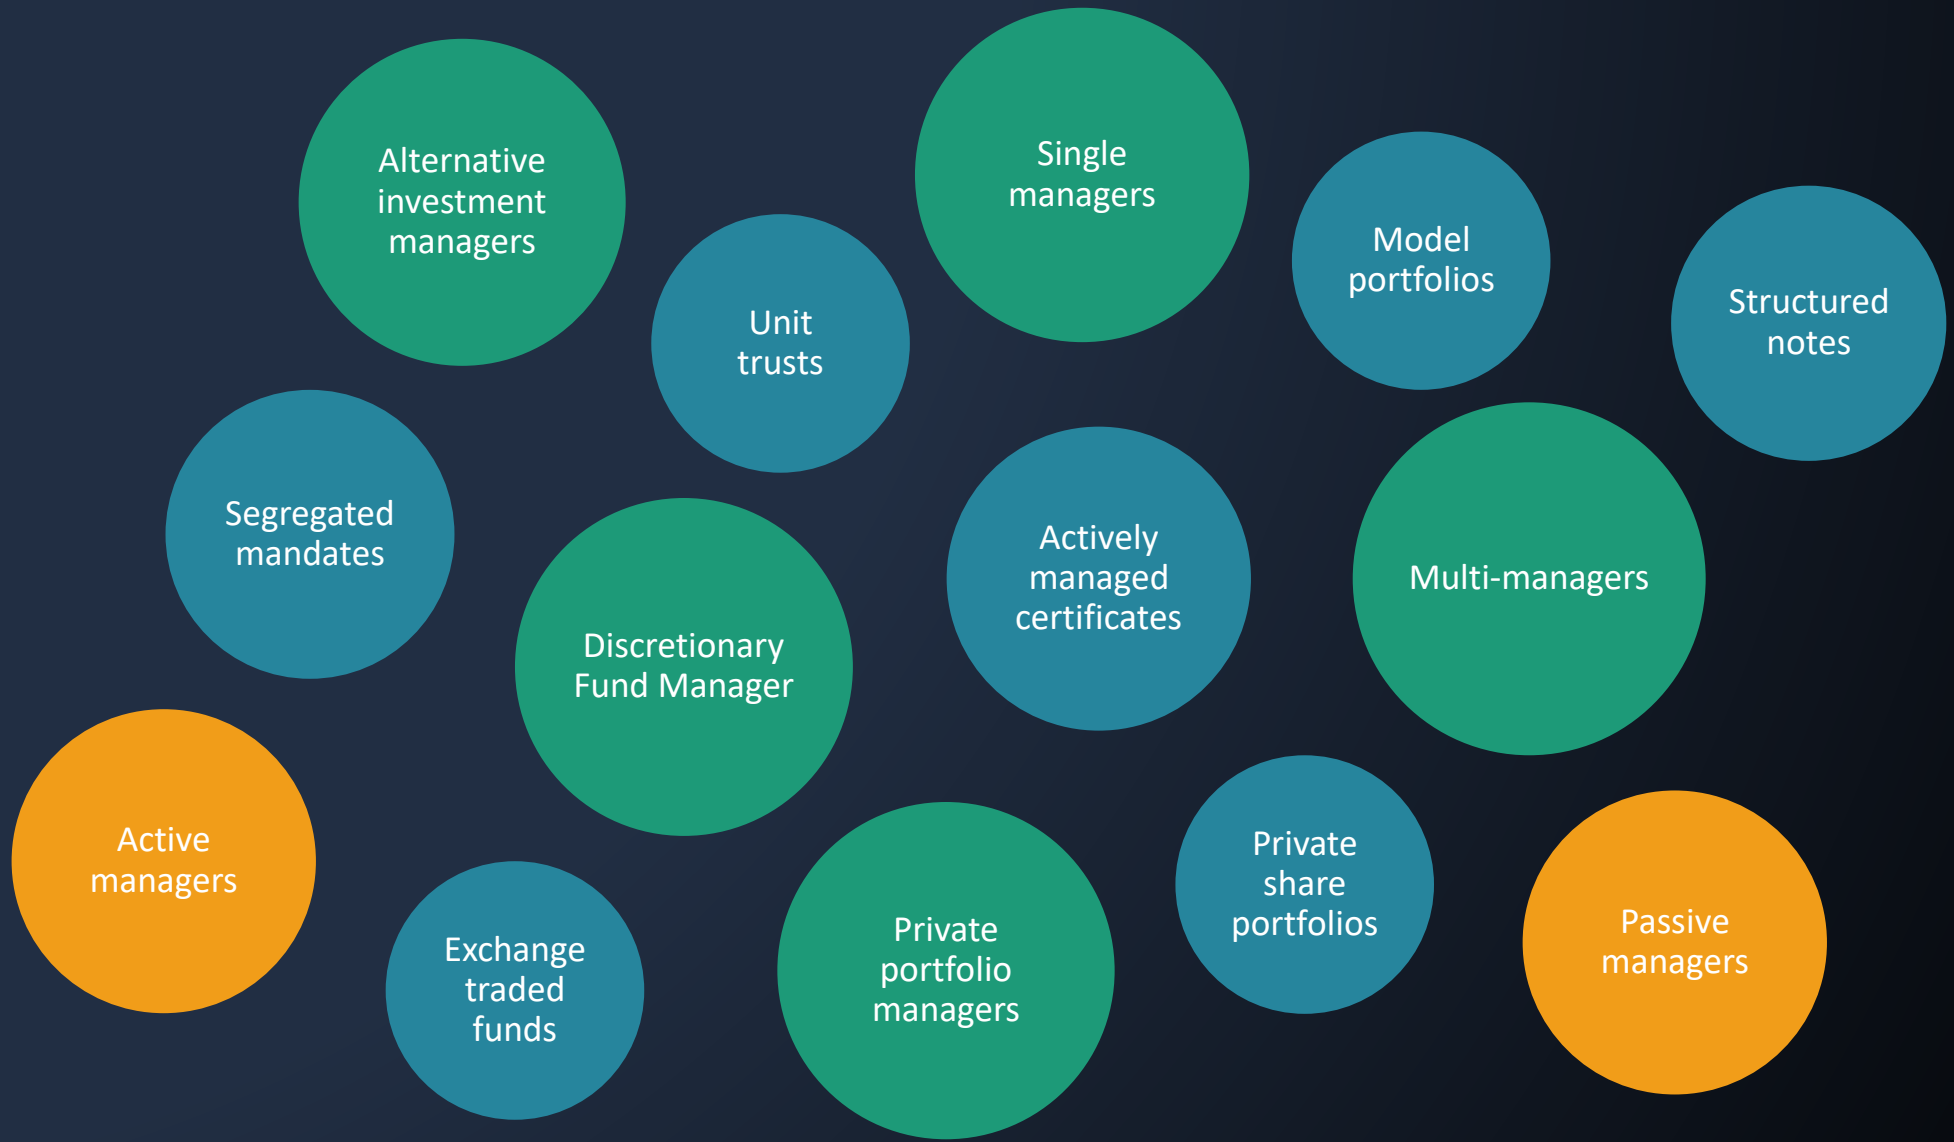 Alternative
investment
managers
Single
managers
Model
portfolios
Structured
notes
Unit
trusts
Segregated
mandates
Actively
managed
certificates
Multi-managers
Discretionary
Fund Manager
Active
managers
Exchange
traded
funds
Private
portfolio
managers
Private
share
portfolios
Passive
managers